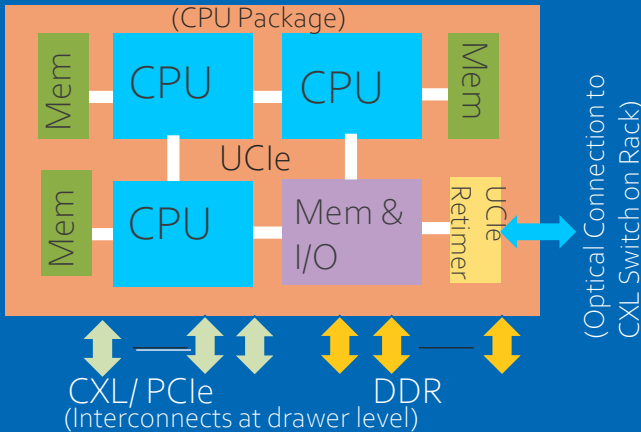 (CPU Package)
Mem
CPU
CPU
Mem
UCIe
Mem
CPU
Mem &
I/O
UCIe
Retimer
(Optical Connection to
CXL Switch on Rack)
CXL/ PCIe
DDR
(Interconnects at drawer level)